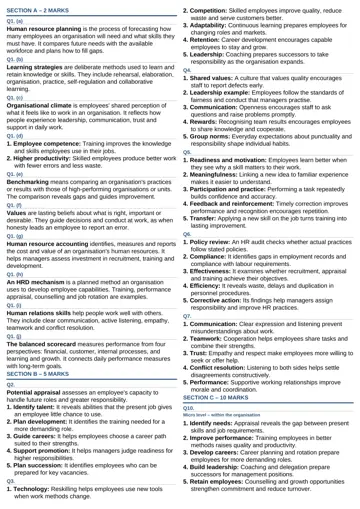 SECTION A – 2 MARKS
Q1. (a)
Human resource planning is the process of forecasting how
many employees an organisation will need and what skills they
must have. It compares future needs with the available
workforce and plans how to fill gaps.
Q1. (b)
Learning strategies are deliberate methods used to learn and
retain knowledge or skills. They include rehearsal, elaboration,
organisation, practice, self-regulation and collaborative
learning.
Q1. (c)
Organisational climate is employees' shared perception of
what it feels like to work in an organisation. It reflects how
people experience leadership, communication, trust and
support in daily work.
Q1. (d)
1. Employee competence: Training improves the knowledge
and skills employees use in their jobs.
2. Higher productivity: Skilled employees produce better work
with fewer errors and less waste.
Q1. (e)
Benchmarking means comparing an organisation's practices
or results with those of high-performing organisations or units.
The comparison reveals gaps and guides improvement.
Q1. (f)
Values are lasting beliefs about what is right, important or
desirable. They guide decisions and conduct at work, as when
honesty leads an employee to report an error.
Q1. (g)
Human resource accounting identifies, measures and reports
the cost and value of an organisation's human resources. It
helps managers assess investment in recruitment, training and
development.
Q1. (h)
An HRD mechanism is a planned method an organisation
uses to develop employee capabilities. Training, performance
appraisal, counselling and job rotation are examples.
Q1. (i)
Human relations skills help people work well with others.
They include clear communication, active listening, empathy,
teamwork and conflict resolution.
Q1. (j)
The balanced scorecard measures performance from four
perspectives: financial, customer, internal processes, and
learning and growth. It connects daily performance measures
with long-term goals.
SECTION B – 5 MARKS
Q2.
Potential appraisal assesses an employee's capacity to
handle future roles and greater responsibility.
1. Identify talent: It reveals abilities that the present job gives
an employee little chance to use.
2. Plan development: It identifies the training needed for a
more demanding role.
3. Guide careers: It helps employees choose a career path
suited to their strengths.
4. Support promotion: It helps managers judge readiness for
higher responsibilities.
5. Plan succession: It identifies employees who can be
prepared for key vacancies.
Q3.
1. Technology: Reskilling helps employees use new tools
when work methods change.
2. Competition: Skilled employees improve quality, reduce
waste and serve customers better.
3. Adaptability: Continuous learning prepares employees for
changing roles and markets.
4. Retention: Career development encourages capable
employees to stay and grow.
5. Leadership: Coaching prepares successors to take
responsibility as the organisation expands.
Q4.
1. Shared values: A culture that values quality encourages
staff to report defects early.
2. Leadership example: Employees follow the standards of
fairness and conduct that managers practise.
3. Communication: Openness encourages staff to ask
questions and raise problems promptly.
4. Rewards: Recognising team results encourages employees
to share knowledge and cooperate.
5. Group norms: Everyday expectations about punctuality and
responsibility shape individual habits.
Q5.
1. Readiness and motivation: Employees learn better when
they see why a skill matters to their work.
2. Meaningfulness: Linking a new idea to familiar experience
makes it easier to understand.
3. Participation and practice: Performing a task repeatedly
builds confidence and accuracy.
4. Feedback and reinforcement: Timely correction improves
performance and recognition encourages repetition.
5. Transfer: Applying a new skill on the job turns training into
lasting improvement.
Q6.
1. Policy review: An HR audit checks whether actual practices
follow stated policies.
2. Compliance: It identifies gaps in employment records and
compliance with labour requirements.
3. Effectiveness: It examines whether recruitment, appraisal
and training achieve their objectives.
4. Efficiency: It reveals waste, delays and duplication in
personnel procedures.
5. Corrective action: Its findings help managers assign
responsibility and improve HR practices.
Q7.
1. Communication: Clear expression and listening prevent
misunderstandings about work.
2. Teamwork: Cooperation helps employees share tasks and
combine their strengths.
3. Trust: Empathy and respect make employees more willing to
seek or offer help.
4. Conflict resolution: Listening to both sides helps settle
disagreements constructively.
5. Performance: Supportive working relationships improve
morale and coordination.
SECTION C – 10 MARKS
Q10.
Micro level – within the organisation
1. Identify needs: Appraisal reveals the gap between present
skills and job requirements.
2. Improve performance: Training employees in better
methods raises quality and productivity.
3. Develop careers: Career planning and rotation prepare
employees for more demanding roles.
4. Build leadership: Coaching and delegation prepare
successors for management positions.
5. Retain employees: Counselling and growth opportunities
strengthen commitment and reduce turnover.